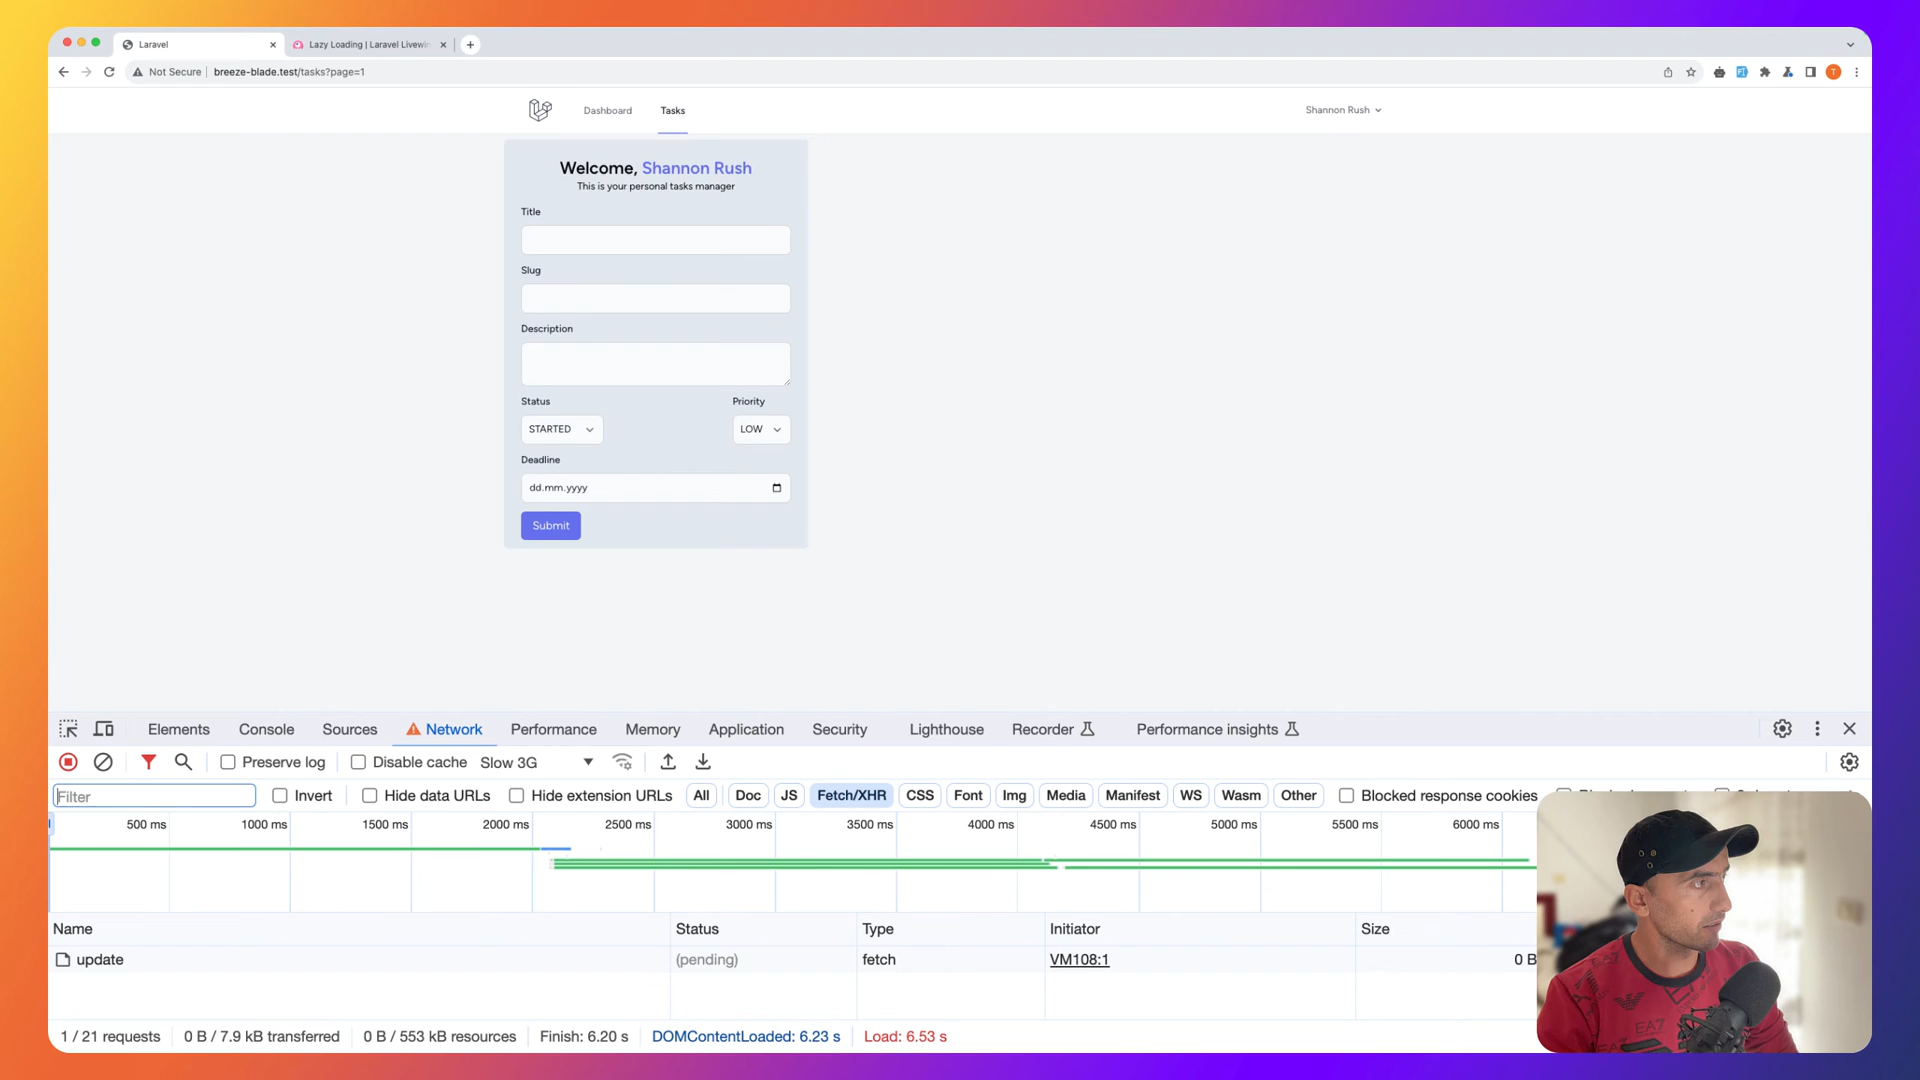 Laravel
Lazy Loading | Laravel Livewir
Not Secure
breeze-blade.test/tasks?page=1
T
Dashboard
Tasks
Shannon Rush
Welcome, Shannon Rush
This is your personal tasks manager
Title
Slug
Description
Status
Priority
STARTED
LOW
Deadline
dd.mm.yyyy
Submit
Elements
Console
Sources
Network
Performance
Memory
Application
Security
Lighthouse
Recorder
Performance insights
Preserve log
Disable cache
Slow 3G
Filter
Invert
Hide data URLs
Hide extension URLs
All
Doc
JS
Fetch/XHR
CSS
Font
Img
Media
Manifest
WS
Wasm
Other
Blocked response cookies
500 ms
1000 ms
1500 ms
2000 ms
2500 ms
3000 ms
3500 ms
4000 ms
4500 ms
5000 ms
5500 ms
6000 ms
Name
Status
Type
Initiator
Size
update
(pending)
fetch
VM108:1
0 B
1 / 21 requests
0 B / 7.9 kB transferred
0 B / 553 kB resources
Finish: 6.20 s
DOMContentLoaded: 6.23 s
Load: 6.53 s
EA7